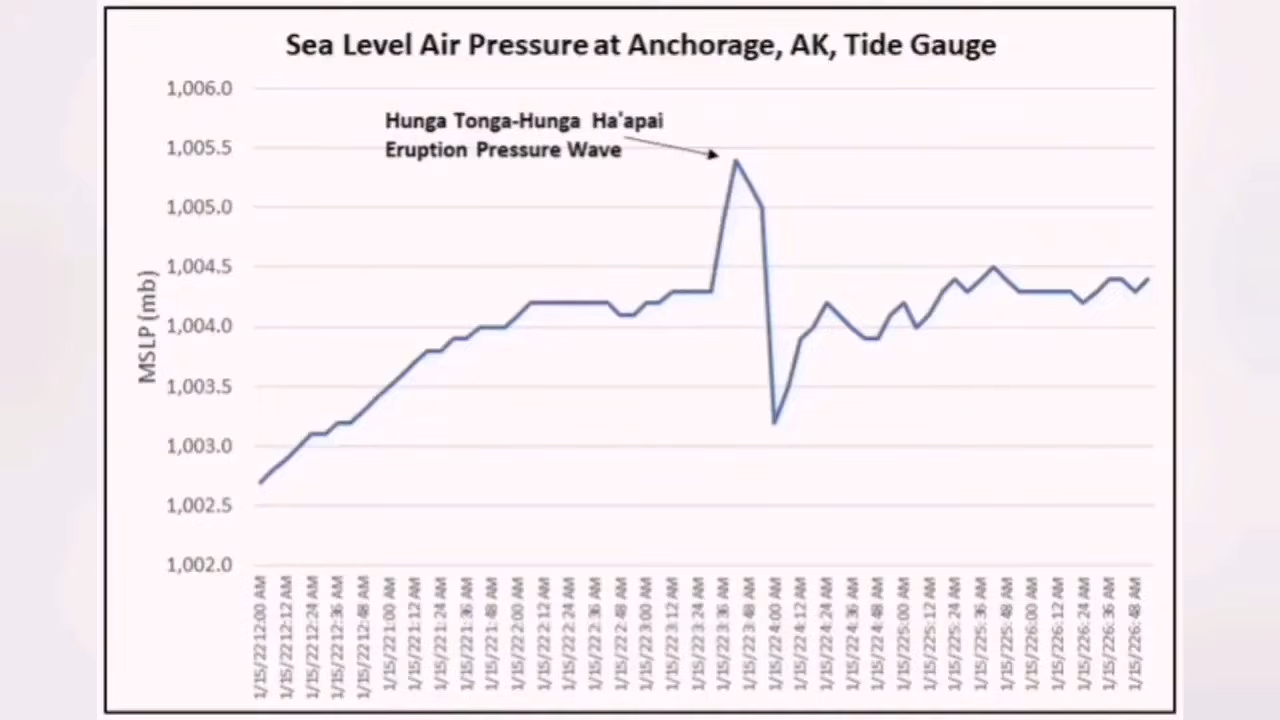 Sea Level Air Pressure at Anchorage, AK, Tide Gauge
1,006.0
1,005.5
1,005.0
1,004.5
1,004.0
1,003.5
1,003.0
1,002.5
1,002.0
MSLP (mb)
Hunga Tonga-Hunga Ha'apai
Eruption Pressure Wave
1/15/22 12:00 AM
1/15/22 12:12 AM
1/15/22 12:24 AM
1/15/22 12:36 AM
1/15/22 12:48 AM
1/15/22 1:00 AM
1/15/22 1:12 AM
1/15/22 1:24 AM
1/15/22 1:36 AM
1/15/22 1:48 AM
1/15/22 2:00 AM
1/15/22 2:12 AM
1/15/22 2:24 AM
1/15/22 2:36 AM
1/15/22 2:48 AM
1/15/22 3:00 AM
1/15/22 3:12 AM
1/15/22 3:24 AM
1/15/22 3:36 AM
1/15/22 3:48 AM
1/15/22 4:00 AM
1/15/22 4:12 AM
1/15/22 4:24 AM
1/15/22 4:36 AM
1/15/22 4:48 AM
1/15/22 5:00 AM
1/15/22 5:12 AM
1/15/22 5:24 AM
1/15/22 5:36 AM
1/15/22 5:48 AM
1/15/22 6:00 AM
1/15/22 6:12 AM
1/15/22 6:24 AM
1/15/22 6:36 AM
1/15/22 6:48 AM